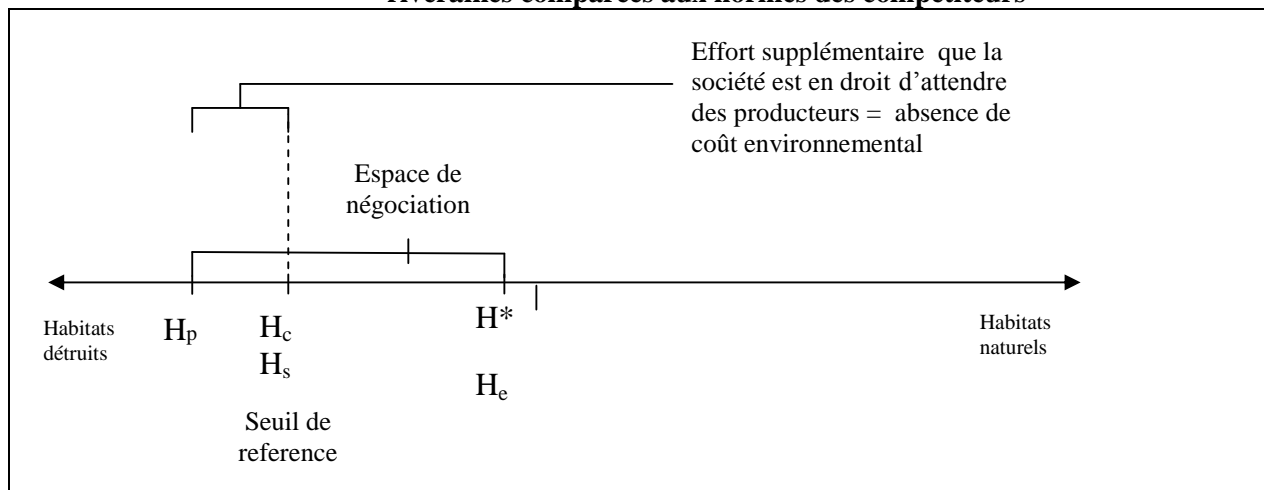 riveraines comparées aux normes des compétiteurs
Effort supplémentaire que la
société est en droit d'attendre
des producteurs = absence de
coût environnemental
Espace de
négociation
Habitats
détruits
Hp
Hc
Hs
H*
He
Habitats
naturels
Seuil de
reference